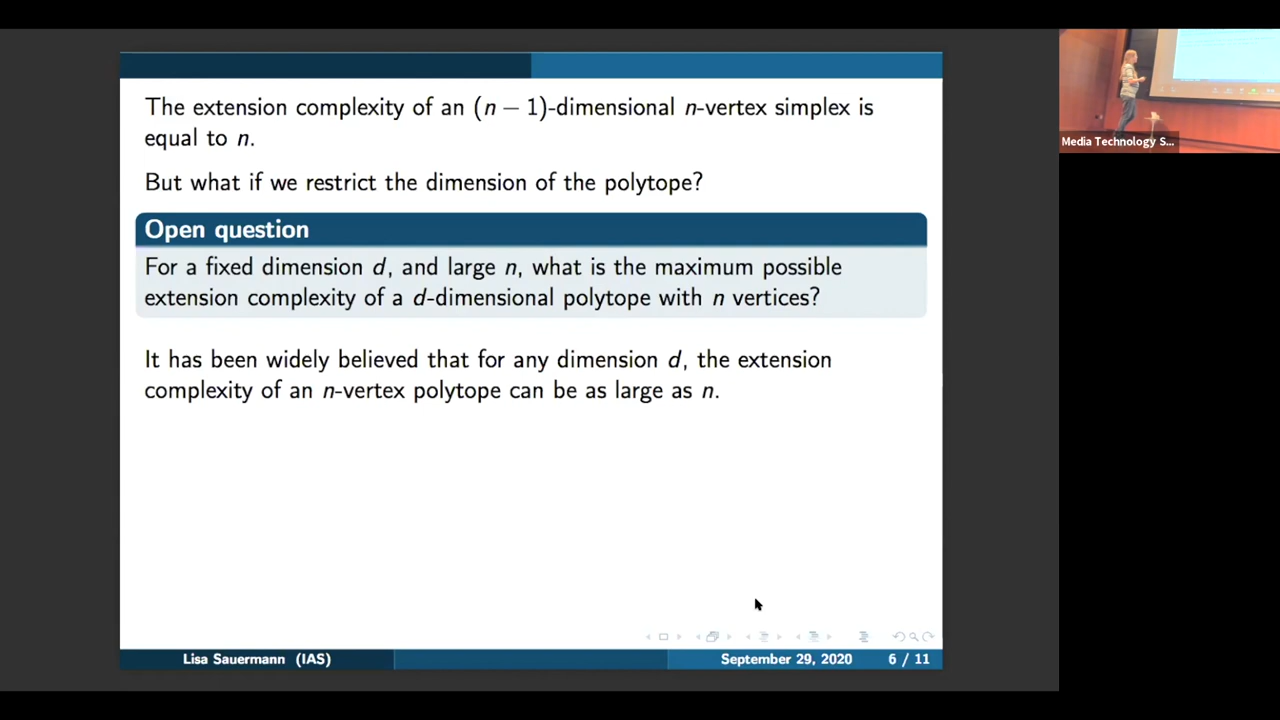 The extension complexity of an (n − 1)-dimensional n-vertex simplex is
equal to n.
But what if we restrict the dimension of the polytope?
Open question
For a fixed dimension d, and large n, what is the maximum possible
extension complexity of a d-dimensional polytope with n vertices?
It has been widely believed that for any dimension d, the extension
complexity of an n-vertex polytope can be as large as n.
Lisa Sauermann (IAS)
September 29, 2020
6 / 11
Media Technology S...